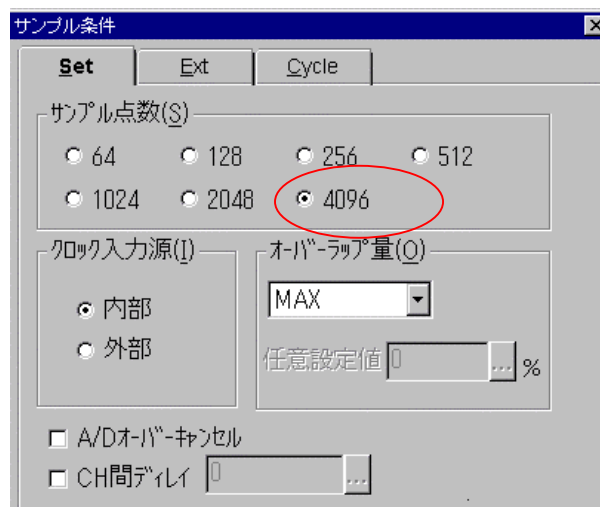 サンプル条件
Set Ext Cycle
サンプル点数(S)
64 128 256 512
1024 2048 4096
クロック入力源(I) オーバーラップ量(O)
内部 MAX
外部
任意設定値 0 ... %
A/Dオーバーキャンセル
CH間ディレイ 0 ...